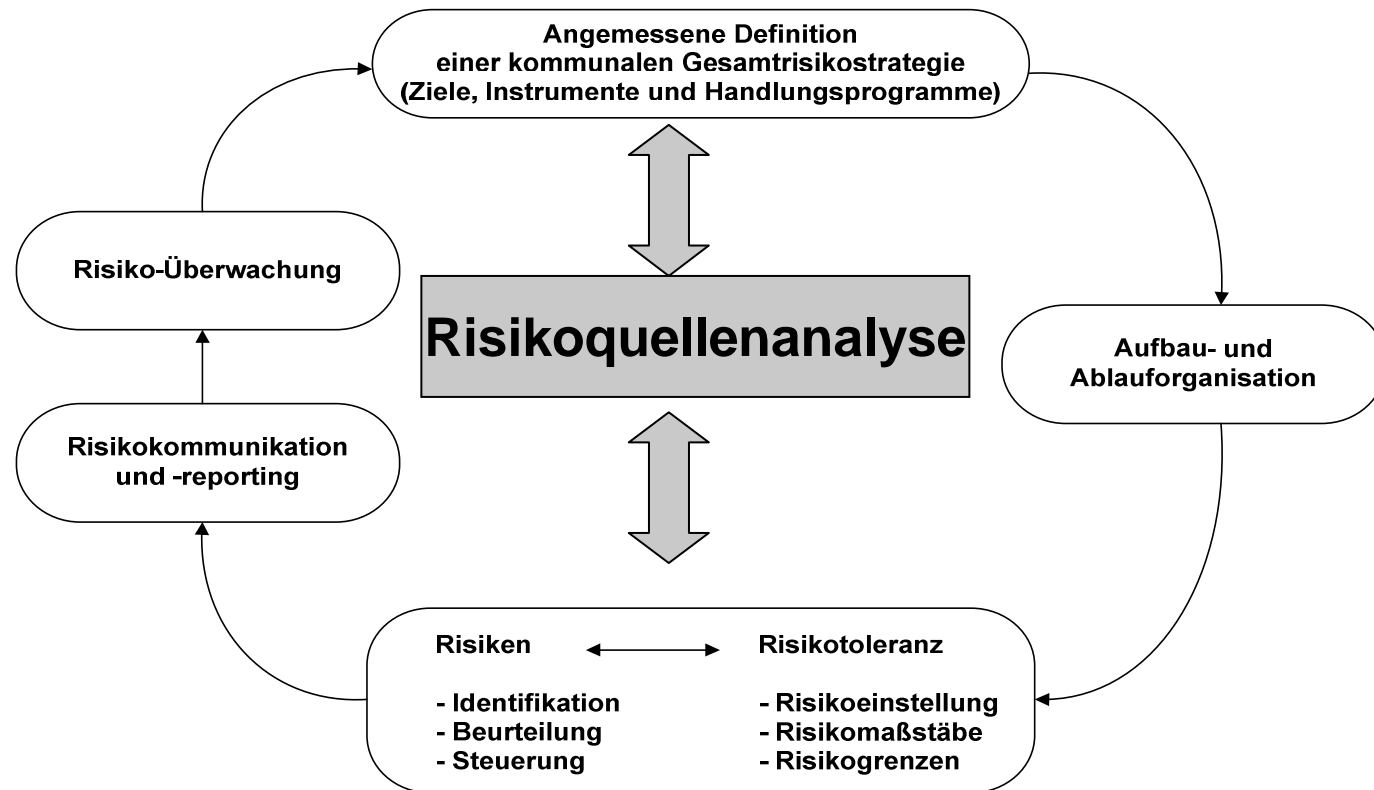 Angemessene Definition
einer kommunalen Gesamtrisikostrategie
(Ziele, Instrumente und Handlungsprogramme)
Risiko-Überwachung
Risikoquellenanalyse
Aufbau- und
Ablauforganisation
Risikokommunikation
und -reporting
Risiken
- Identifikation
- Beurteilung
- Steuerung
Risikotoleranz
- Risikoeinstellung
- Risikomaßstäbe
- Risikogrenzen